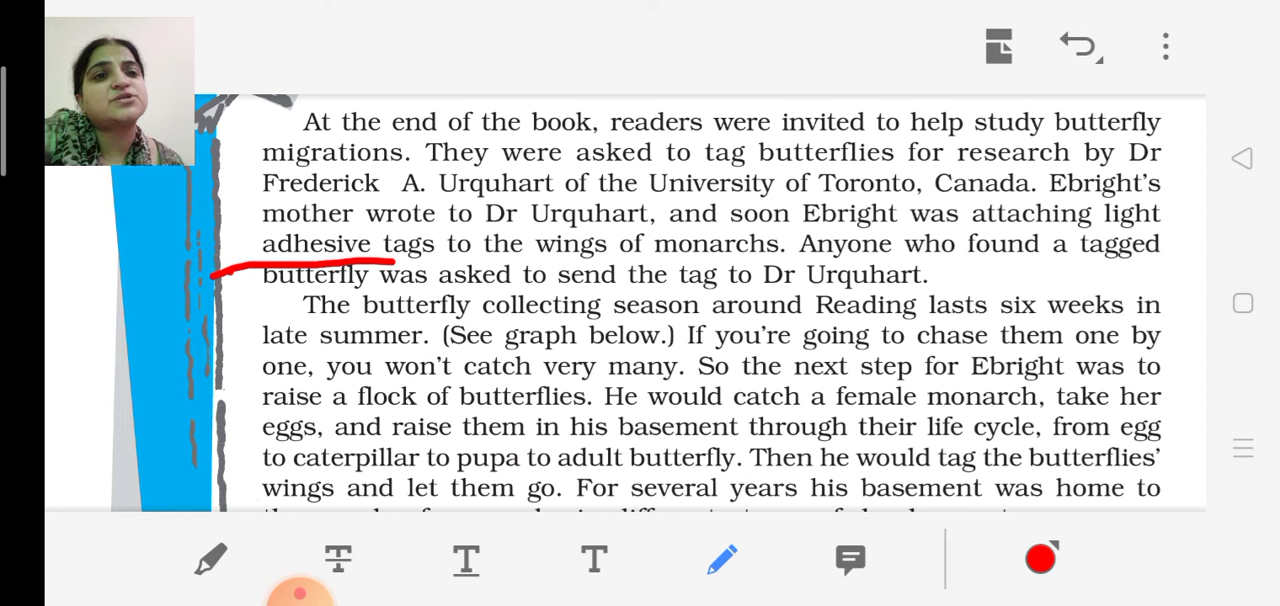 At the end of the book, readers were invited to help study butterfly
migrations. They were asked to tag butterflies for research by Dr
Frederick A. Urquhart of the University of Toronto, Canada. Ebright's
mother wrote to Dr Urquhart, and soon Ebright was attaching light
adhesive tags to the wings of monarchs. Anyone who found a tagged
butterfly was asked to send the tag to Dr Urquhart.
The butterfly collecting season around Reading lasts six weeks in
late summer. (See graph below.) If you're going to chase them one by
one, you won't catch very many. So the next step for Ebright was to
raise a flock of butterflies. He would catch a female monarch, take her
eggs, and raise them in his basement through their life cycle, from egg
to caterpillar to pupa to adult butterfly. Then he would tag the butterflies'
wings and let them go. For several years his basement was home to